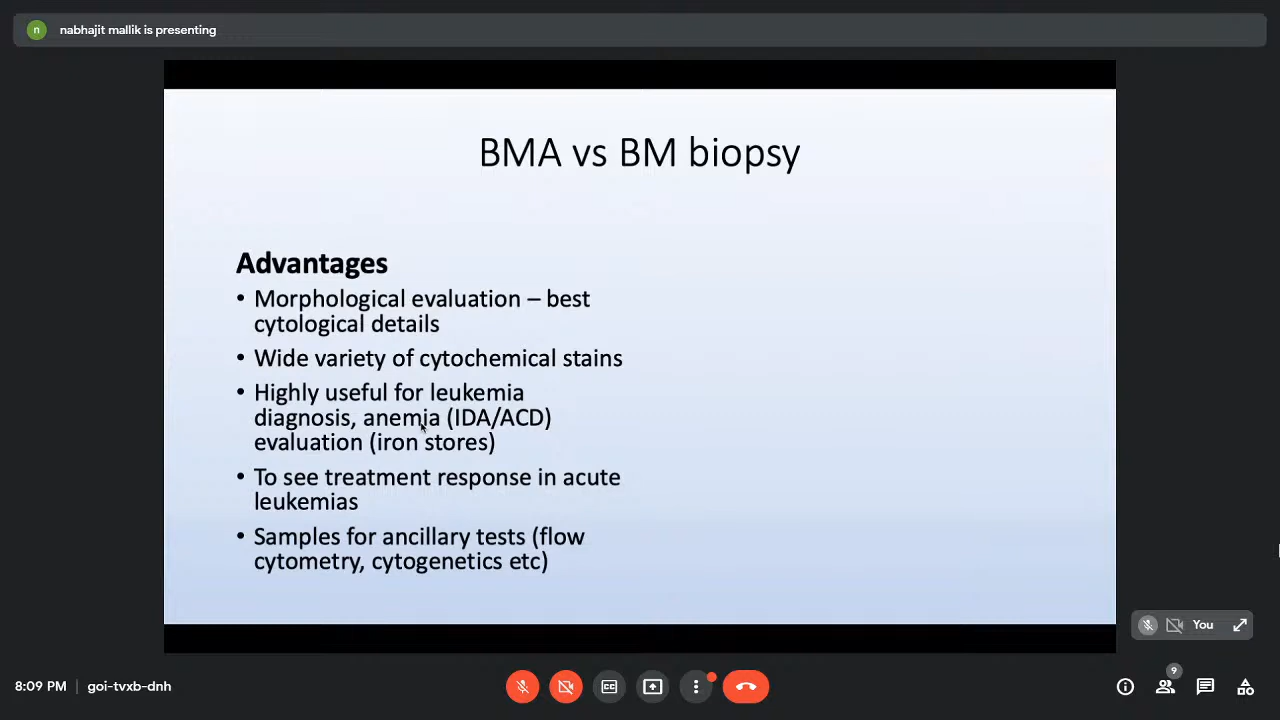 n
nabhajit mallik is presenting
BMA vs BM biopsy
Advantages
• Morphological evaluation – best
cytological details
• Wide variety of cytochemical stains
• Highly useful for leukemia
diagnosis, anemia (IDA/ACD)
evaluation (iron stores)
• To see treatment response in acute
leukemias
• Samples for ancillary tests (flow
cytometry, cytogenetics etc)
You
8:09 PM | goi-tvxb-dnh
CC
9